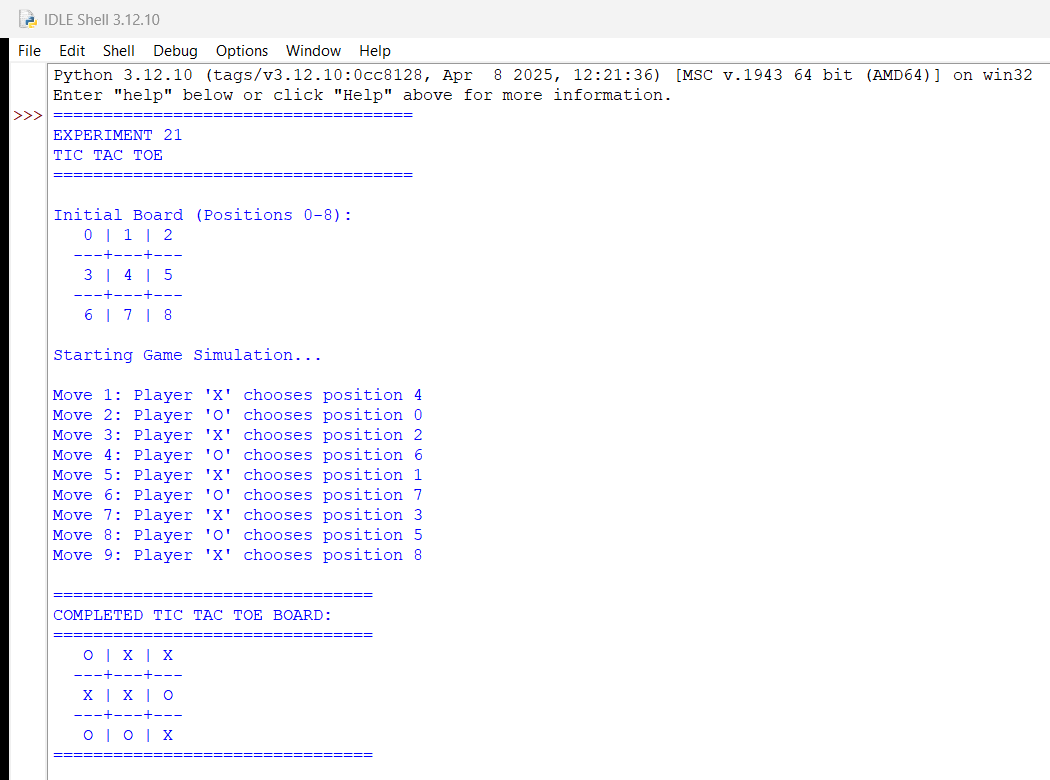 IDLE Shell 3.12.10
File Edit Shell Debug Options Window Help
Python 3.12.10 (tags/v3.12.10:0cc8128, Apr  8 2025, 12:21:36) [MSC v.1943 64 bit (AMD64)] on win32
Enter "help" below or click "Help" above for more information.
>>> ====================================
EXPERIMENT 21
TIC TAC TOE
====================================

Initial Board (Positions 0-8):
   0 | 1 | 2
  ---+---+---
   3 | 4 | 5
  ---+---+---
   6 | 7 | 8

Starting Game Simulation...

Move 1: Player 'X' chooses position 4
Move 2: Player 'O' chooses position 0
Move 3: Player 'X' chooses position 2
Move 4: Player 'O' chooses position 6
Move 5: Player 'X' chooses position 1
Move 6: Player 'O' chooses position 7
Move 7: Player 'X' chooses position 3
Move 8: Player 'O' chooses position 5
Move 9: Player 'X' chooses position 8

================================
COMPLETED TIC TAC TOE BOARD:
================================
   O | X | X
  ---+---+---
   X | X | O
  ---+---+---
   O | O | X
================================